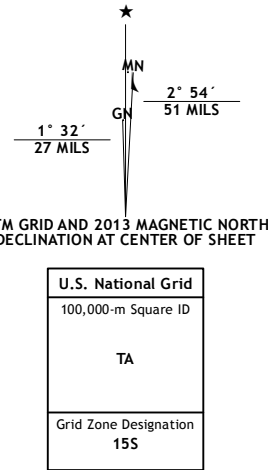 ★
MN
GN
2° 54´
51 MILS
1° 32´
27 MILS
TM GRID AND 2013 MAGNETIC NORTH
DECLINATION AT CENTER OF SHEET
U.S. National Grid
100,000-m Square ID
TA
Grid Zone Designation
15S